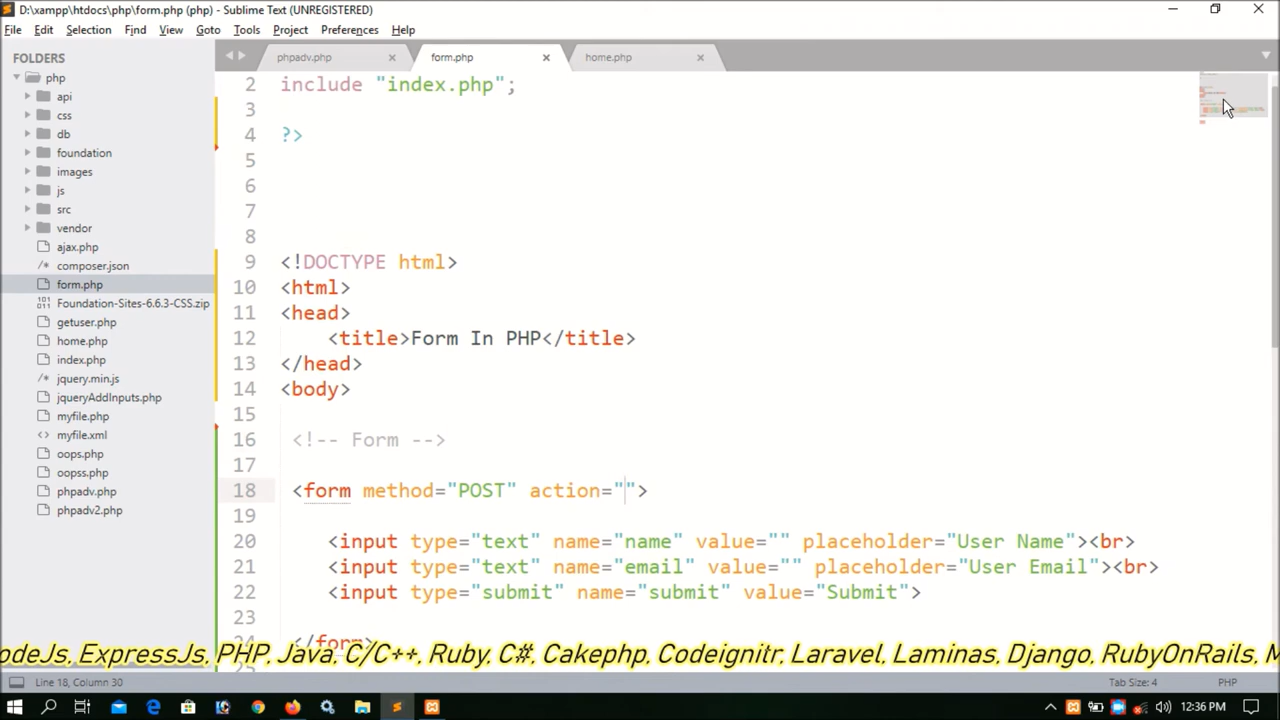 D:\xampp\htdocs\php\form.php (php) - Sublime Text (UNREGISTERED)
File Edit Selection Find View Goto Tools Project Preferences Help
FOLDERS
php
api
css
db
foundation
images
js
src
vendor
ajax.php
composer.json
form.php
Foundation-Sites-6.6.3-CSS.zip
getuser.php
home.php
index.php
jquery.min.js
jqueryAddInputs.php
myfile.php
myfile.xml
oops.php
oopss.php
phpadv.php
phpadv2.php
phpadv.php form.php home.php
2 include "index.php";
3
4 ?>
5
6
7
8
9 <!DOCTYPE html>
10 <html>
11 <head>
12 <title>Form In PHP</title>
13 </head>
14 <body>
15
16 <!-- Form -->
17
18 <form method="POST" action="">
19
20 <input type="text" name="name" value="" placeholder="User Name"><br>
21 <input type="text" name="email" value="" placeholder="User Email"><br>
22 <input type="submit" name="submit" value="Submit">
23
24 </form>
odeJs, ExpressJs, PHP, Java, C/C++, Ruby, C#, Cakephp, Codeignitr, Laravel, Laminas, Django, RubyOnRails, M
Line 18, Column 30 Tab Size: 4 PHP
12:36 PM